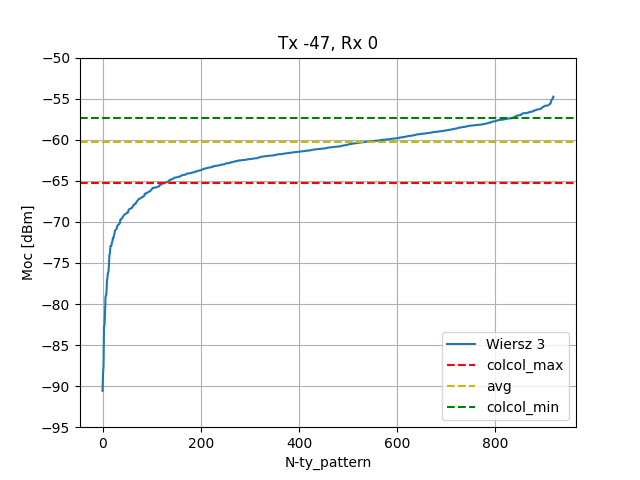 Tx -47, Rx 0
Moc [dBm]
−50
−55
−60
−65
−70
−75
−80
−85
−90
−95
0 200 400 600 800
N-ty_pattern
Wiersz 3
colcol_max
avg
colcol_min